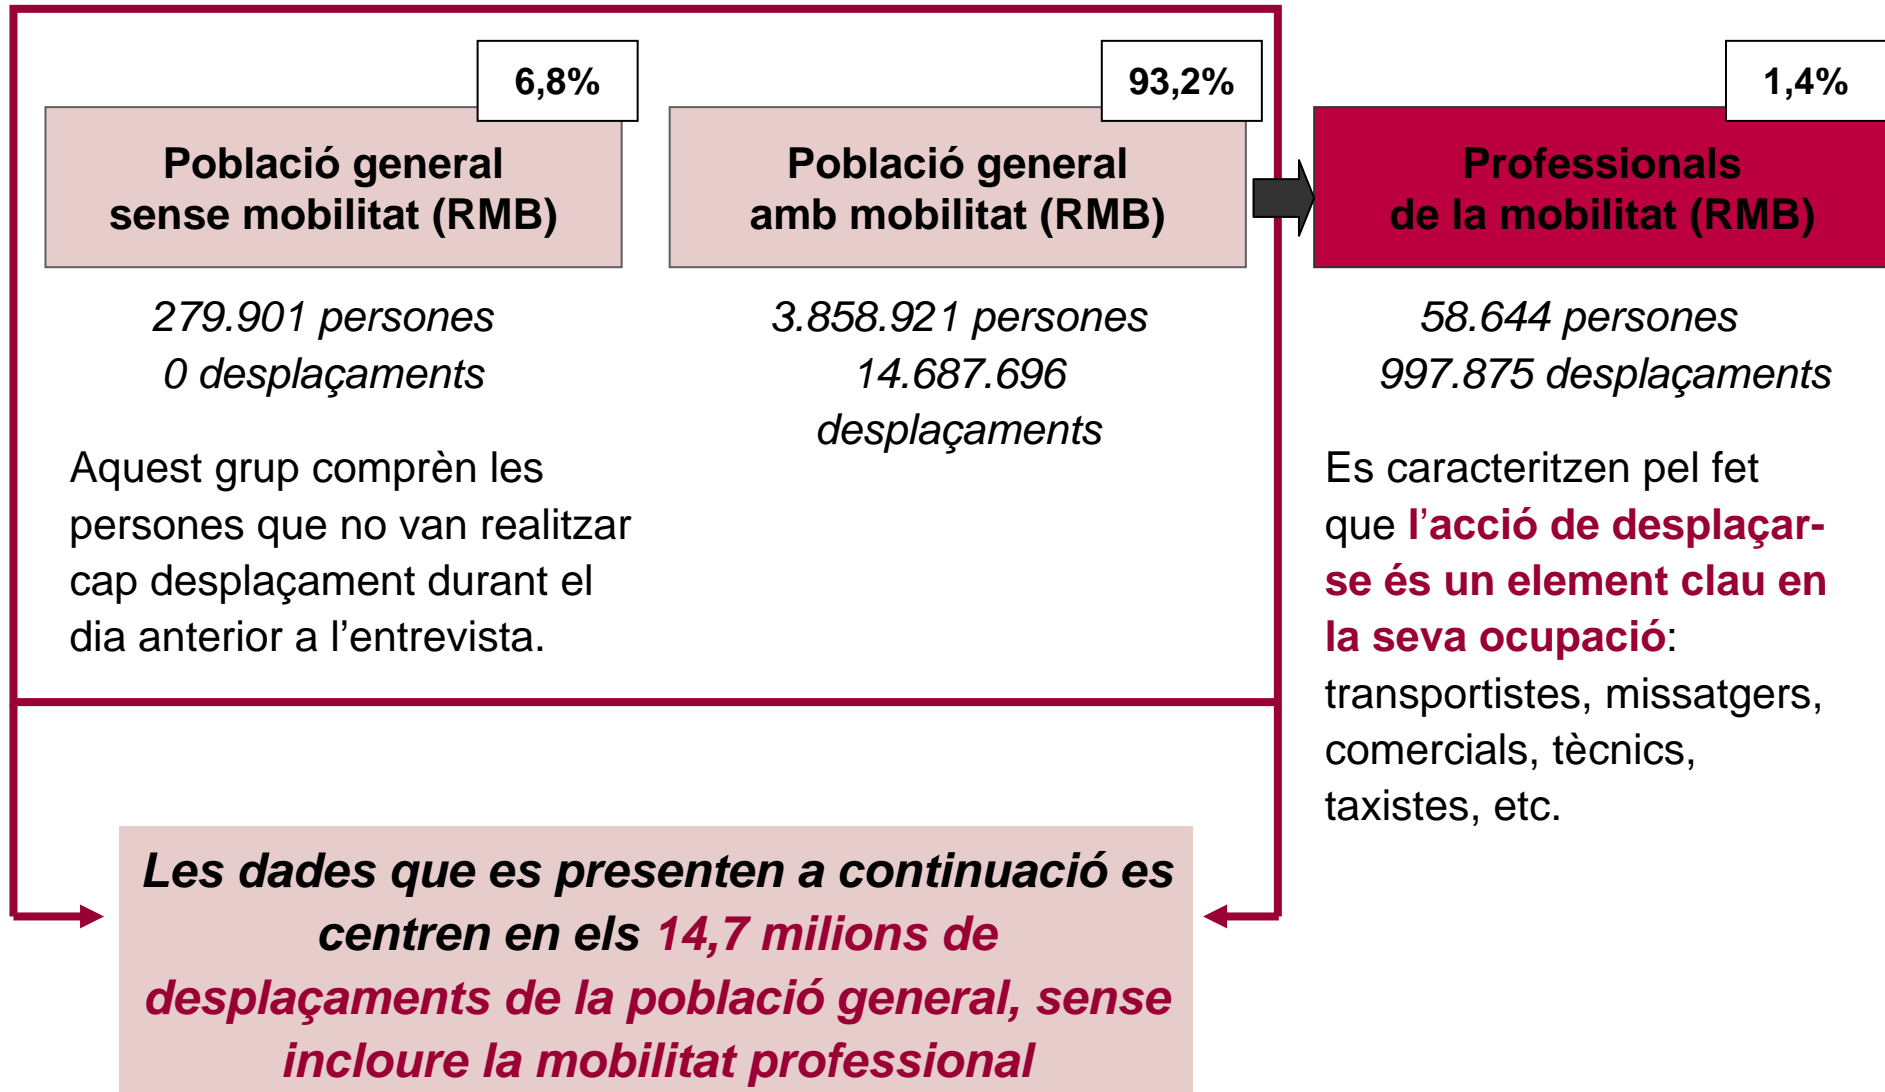 6,8%
Població general
sense mobilitat (RMB)
279.901 persones
0 desplaçaments
Aquest grup comprèn les
persones que no van realitzar
cap desplaçament durant el
dia anterior a l’entrevista.
93,2%
Població general
amb mobilitat (RMB)
3.858.921 persones
14.687.696
desplaçaments
1,4%
Professionals
de la mobilitat (RMB)
58.644 persones
997.875 desplaçaments
Es caracteritzen pel fet
que l’acció de desplaçar-
se és un element clau en
la seva ocupació:
transportistes, missatgers,
comercials, tècnics,
taxistes, etc.
Les dades que es presenten a continuació es
centren en els 14,7 milions de
desplaçaments de la població general, sense
incloure la mobilitat professional